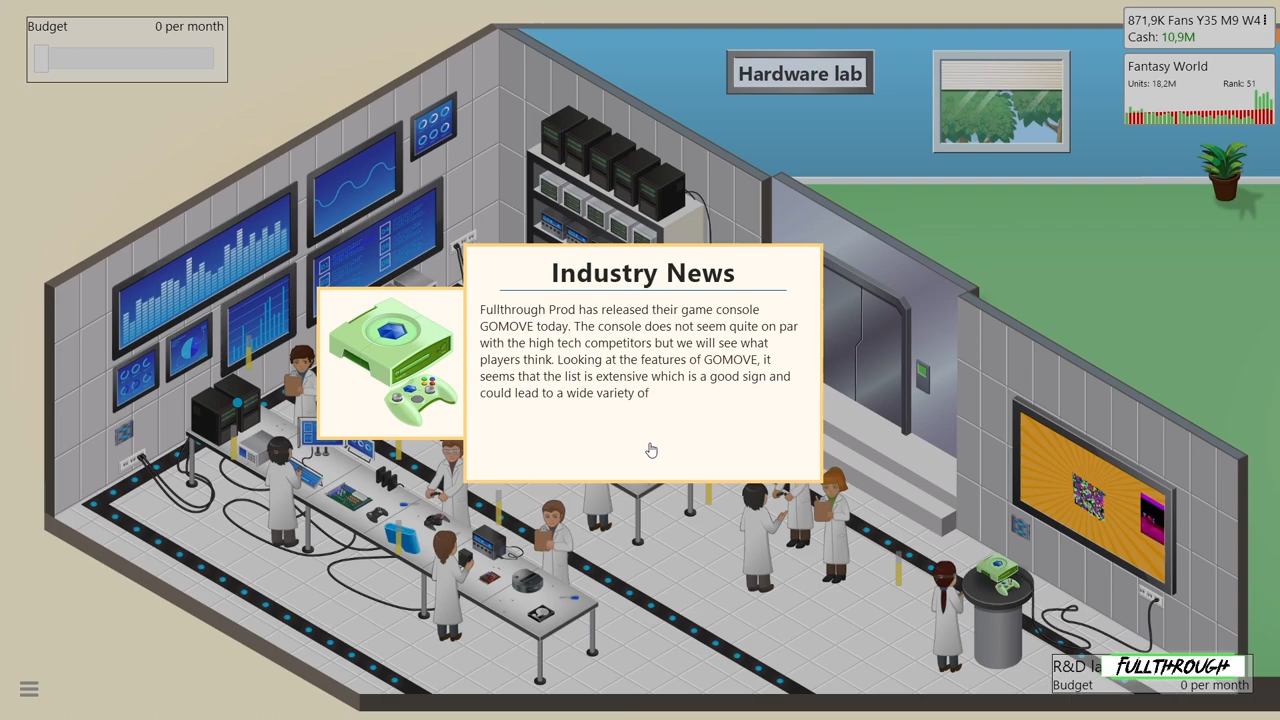 Budget 0 per month
871,9K Fans Y35 M9 W4
Cash: 10,9M
Fantasy World
Units: 18,2M Rank: 51
Hardware lab
Industry News
Fullthrough Prod has released their game console
GOMOVE today. The console does not seem quite on par
with the high tech competitors but we will see what
players think. Looking at the features of GOMOVE, it
seems that the list is extensive which is a good sign and
could lead to a wide variety of
R&D la
FULLTHROUGH
Budget 0 per month